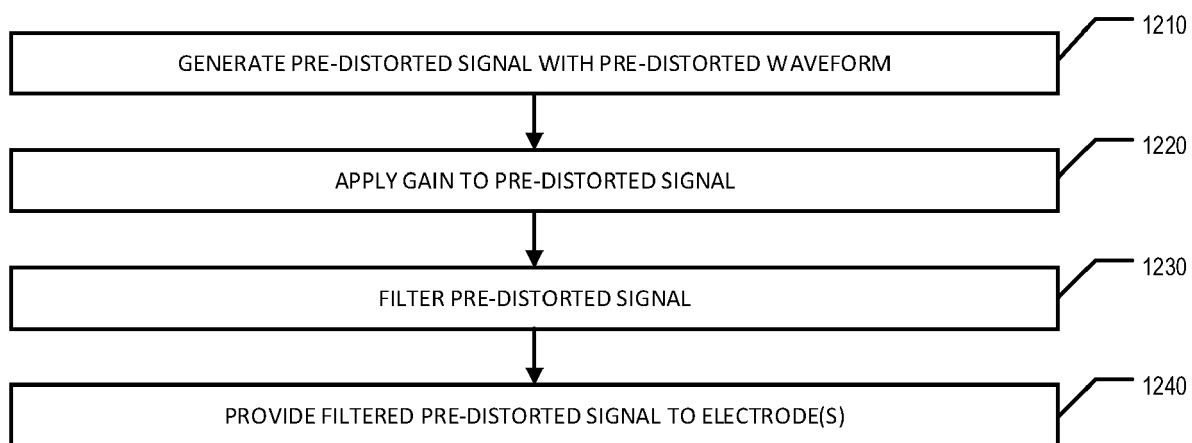 1210
GENERATE PRE-DISTORTED SIGNAL WITH PRE-DISTORTED WAVEFORM
1220
APPLY GAIN TO PRE-DISTORTED SIGNAL
1230
FILTER PRE-DISTORTED SIGNAL
1240
PROVIDE FILTERED PRE-DISTORTED SIGNAL TO ELECTRODE(S)